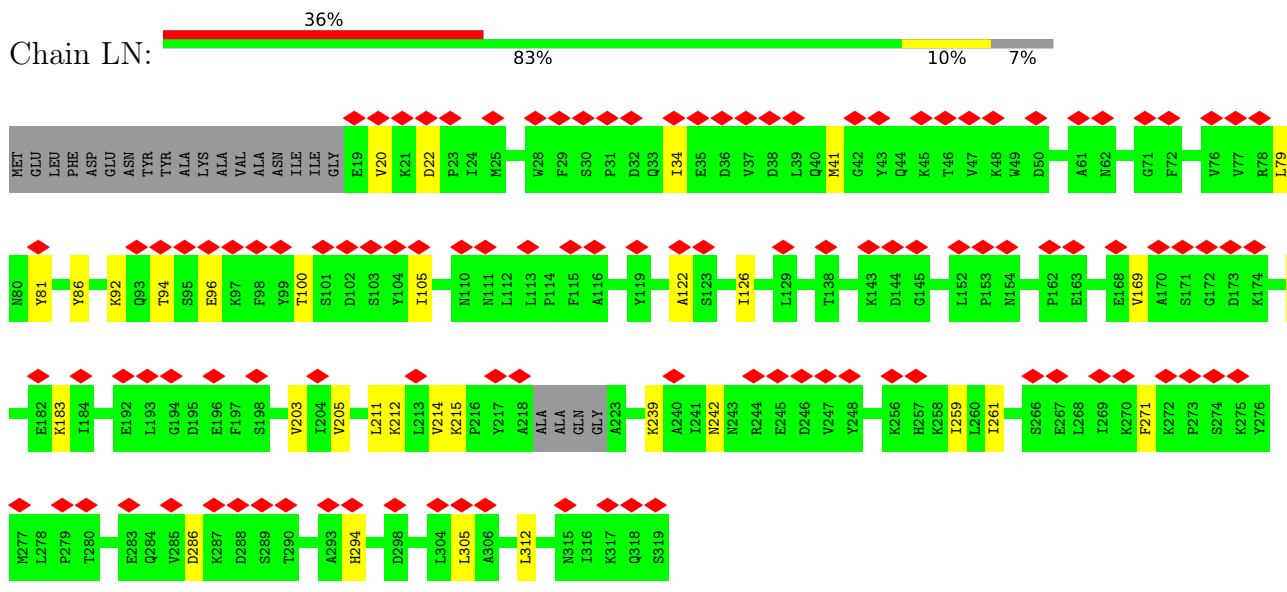 36%
Chain LN:
83% 10% 7%
MET GLU LEU PHE ASP GLU ASN TYR TYR ALA LYS ALA VAL ALA ASN ILE ILE GLY E19 V20 K21 D22 P23 I24 M25 W28 F29 S30 P31 D32 Q33 I34 E35 D36 V37 D38 L39 Q40 M41 G42 Y43 Q44 K45 T46 V47 K48 W49 D50 A61 N62 G71 F72 V76 V77 R78 L79
N80 Y81 Y86 K92 Q93 T94 S95 E96 K97 P98 Y99 T100 S101 D102 S103 Y104 I105 N110 N111 L112 L113 P114 F115 A116 Y119 A122 S123 I126 L129 T138 K143 D144 G145 L152 P153 N154 P162 E163 E168 V169 A170 S171 G172 D173 K174
E182 K183 I184 E192 L193 G194 D195 E196 F197 S198 V203 I204 V205 L211 K212 L213 V214 K215 P216 Y217 A218 ALA ALA GLN GLY A223 K239 A240 I241 N242 N243 R244 E245 D246 V247 Y248 K256 H257 K258 I259 L260 I261 S266 E267 L268 I269 K270 F271 K272 P273 S274 K275 Y276
M277 L278 P279 T280 E283 Q284 V285 D286 K287 D288 S289 T290 A293 H294 D298 L304 L305 A306 L312 N315 I316 K317 Q318 S319